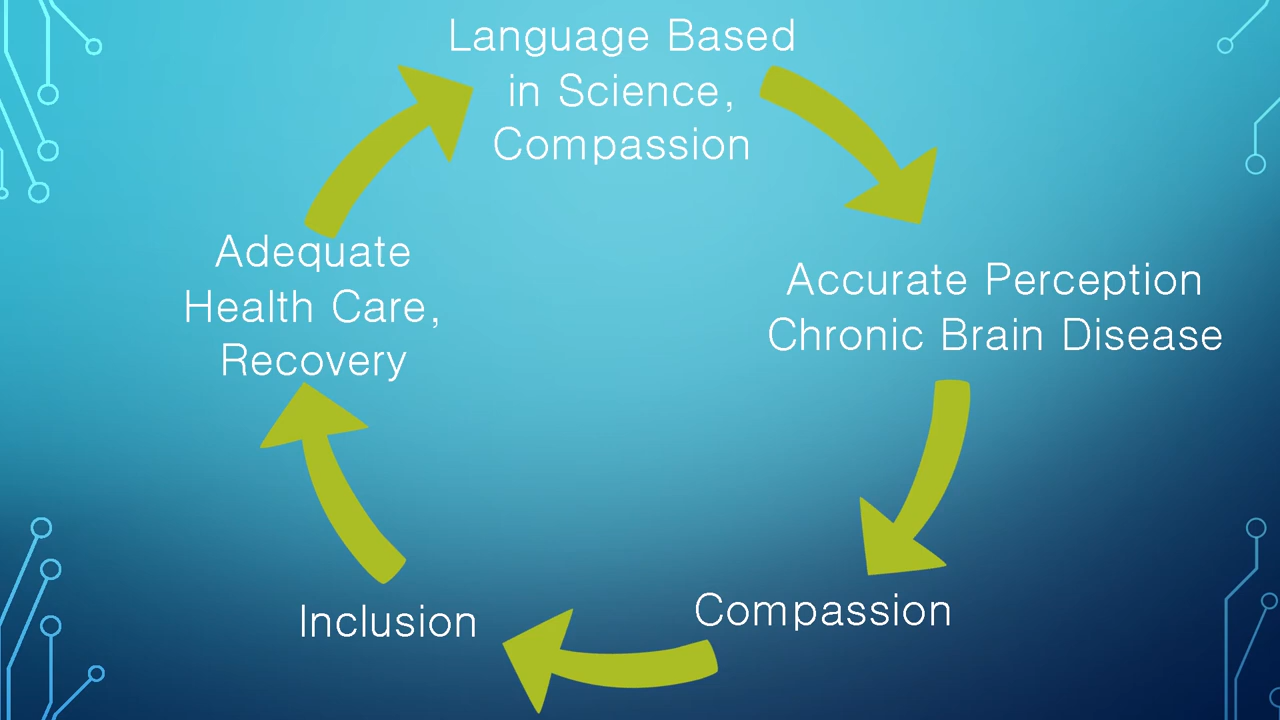 Language Based
in Science,
Compassion
Accurate Perception
Chronic Brain Disease
Compassion
Inclusion
Adequate
Health Care,
Recovery